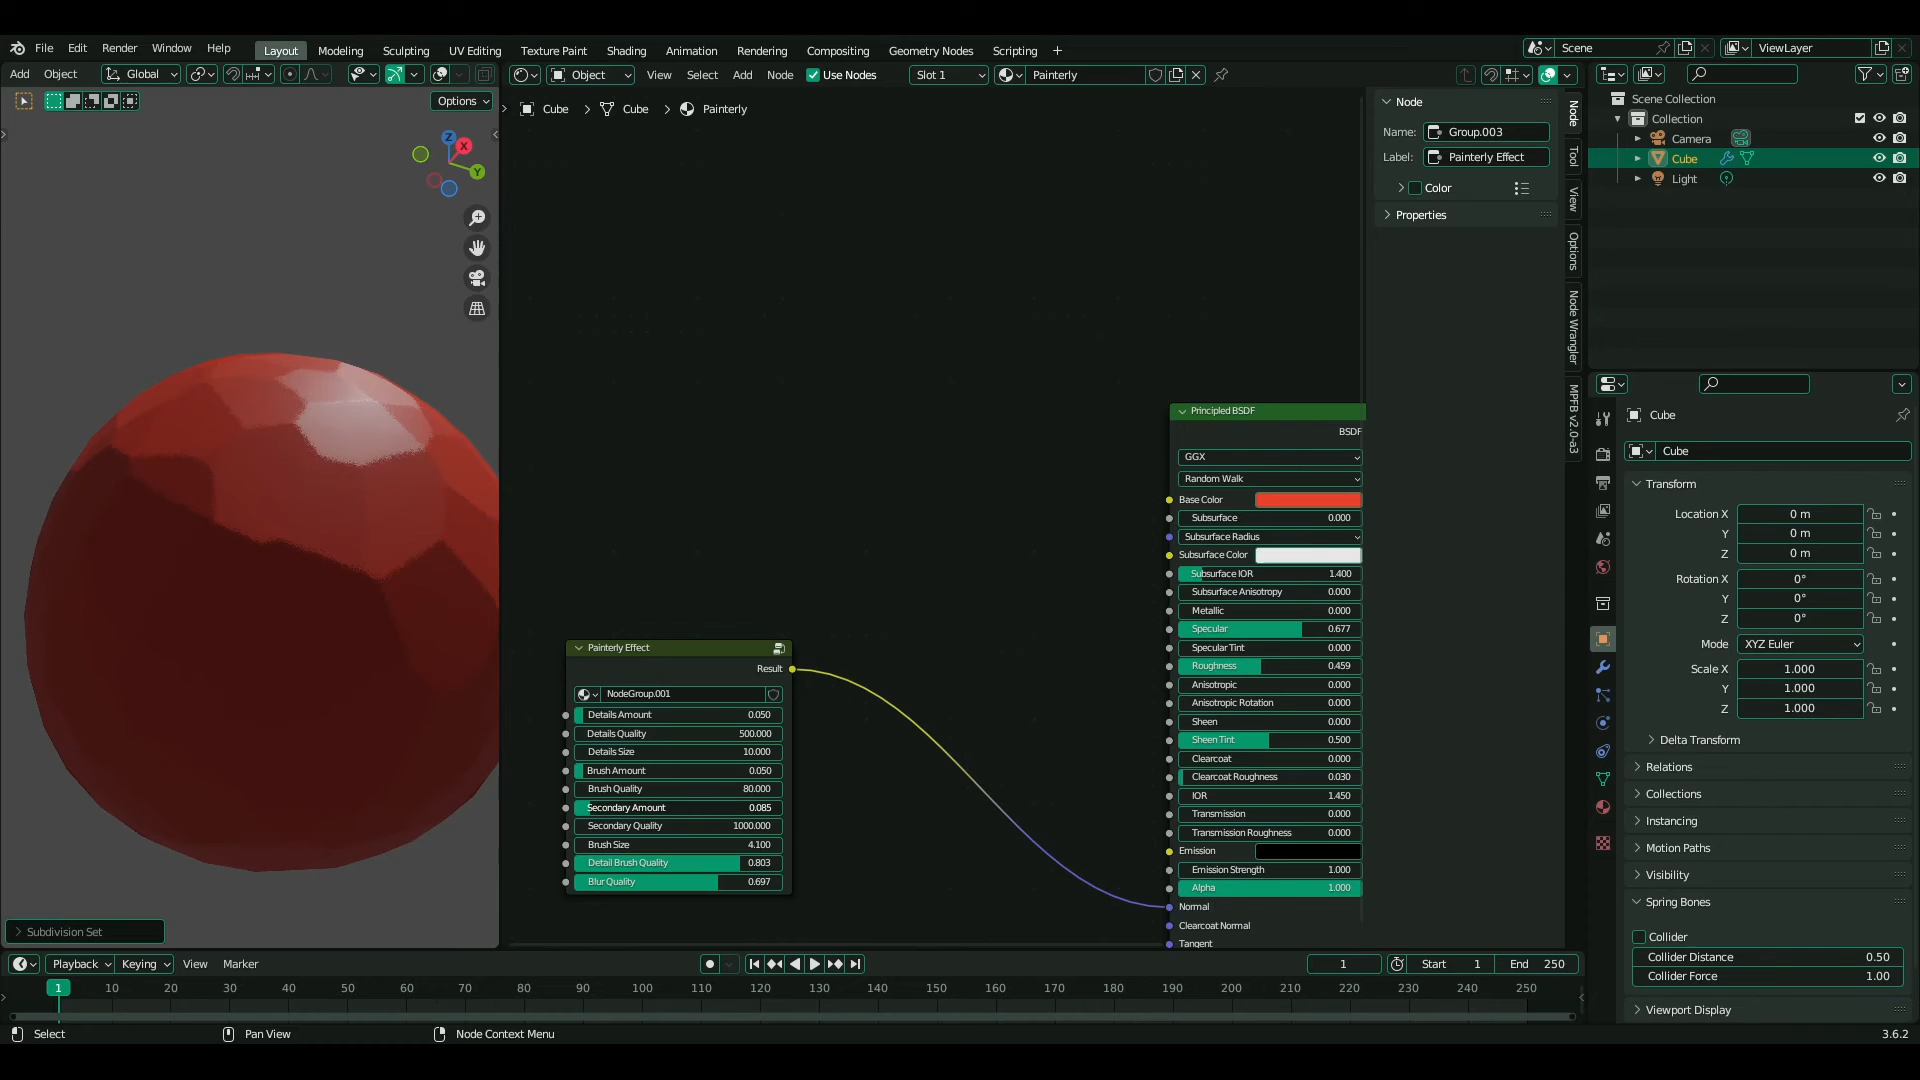 File Edit Render Window Help Layout Modeling Sculpting UV Editing Texture Paint Shading Animation Rendering Compositing Geometry Nodes Scripting + Scene ViewLayer
Add Object Global Object View Select Add Node Use Nodes Slot 1 Painterly
Options
Cube > Cube > Painterly
Z
X
Y
Node
Name: Group.003
Label: Painterly Effect
Color
Properties
Node
Tool
View
Options
Node Wrangler
MPFB v2.0-a3
Scene Collection
Collection
Camera
Cube
Light
Principled BSDF
BSDF
GGX
Random Walk
Base Color
Subsurface 0.000
Subsurface Radius
Subsurface Color
Subsurface IOR 1.400
Subsurface Anisotropy 0.000
Metallic 0.000
Specular 0.677
Specular Tint 0.000
Roughness 0.459
Anisotropic 0.000
Anisotropic Rotation 0.000
Sheen 0.000
Sheen Tint 0.500
Clearcoat 0.000
Clearcoat Roughness 0.030
IOR 1.450
Transmission 0.000
Transmission Roughness 0.000
Emission
Emission Strength 1.000
Alpha 1.000
Normal
Clearcoat Normal
Tangent
Painterly Effect
Result
NodeGroup.001
Details Amount 0.050
Details Quality 500.000
Details Size 10.000
Brush Amount 0.050
Brush Quality 80.000
Secondary Amount 0.085
Secondary Quality 1000.000
Brush Size 4.100
Detail Brush Quality 0.803
Blur Quality 0.697
Cube
Cube
Transform
Location X 0 m
Y 0 m
Z 0 m
Rotation X 0°
Y 0°
Z 0°
Mode XYZ Euler
Scale X 1.000
Y 1.000
Z 1.000
Delta Transform
Relations
Collections
Instancing
Motion Paths
Visibility
Spring Bones
Collider
Collider Distance 0.50
Collider Force 1.00
Viewport Display
Subdivision Set
Playback Keying View Marker 1 Start 1 End 250
1 10 20 30 40 50 60 70 80 90 100 110 120 130 140 150 160 170 180 190 200 210 220 230 240 250
Select Pan View Node Context Menu 3.6.2